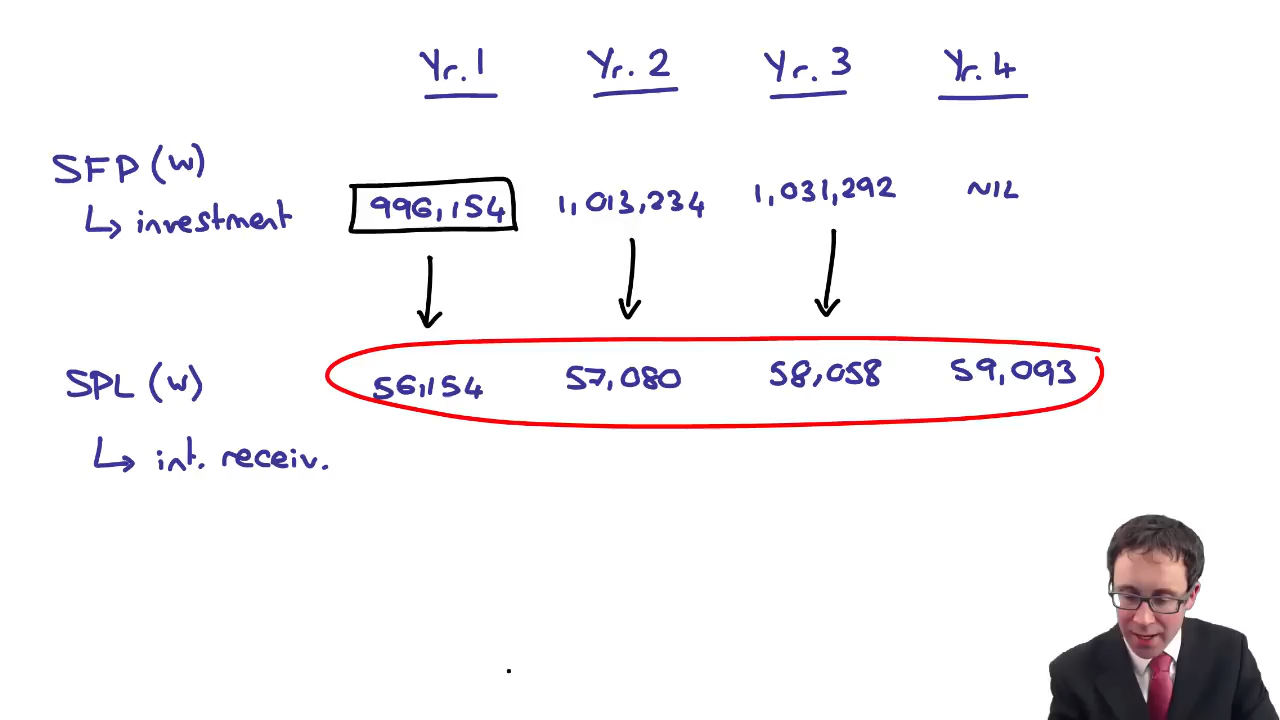 Yr. 1 Yr. 2 Yr. 3 Yr. 4
SFP (W)
↳ investment 996,154 1,013,234 1,031,292 NIL
SPL (W) 56,154 57,080 58,058 59,093
↳ int. receiv.